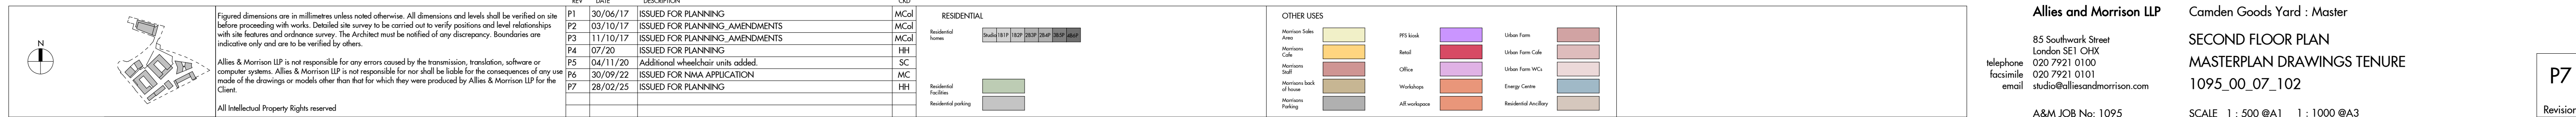 N
Figured dimensions are in millimetres unless noted otherwise. All dimensions and levels shall be verified on site
before proceeding with works. Detailed site survey to be carried out to verify positions and level relationships
with site features and ordnance survey. The Architect must be notified of any discrepancy. Boundaries are
indicative only and are to be verified by others.
Allies & Morrison LLP is not responsible for any errors caused by the transmission, translation, software or
computer systems. Allies & Morrison LLP is not responsible for nor shall be liable for the consequences of any use
made of the drawings or models other than that for which they were produced by Allies & Morrison LLP for the
Client.
All Intellectual Property Rights reserved
REV DATE DESCRIPTION CKD
P1 30/06/17 ISSUED FOR PLANNING MCol
P2 03/10/17 ISSUED FOR PLANNING_AMENDMENTS MCol
P3 11/10/17 ISSUED FOR PLANNING_AMENDMENTS MCol
P4 07/20 ISSUED FOR PLANNING HH
P5 04/11/20 Additional wheelchair units added. SC
P6 30/09/22 ISSUED FOR NMA APPLICATION MC
P7 28/02/25 ISSUED FOR PLANNING HH
RESIDENTIAL
Residential
homes
Studio 1B1P 1B2P 2B3P 2B4P 3B5P 4B6P
Residential
Facilities
Residential parking
OTHER USES
Morrison Sales
Area
Morrisons
Cafe
Morrisons
Staff
Morrisons back
of house
Morrisons
Parking
PFS kiosk
Retail
Office
Workshops
Aff.workspace
Urban Farm
Urban Farm Cafe
Urban Farm WCs
Energy Centre
Residential Ancillary
Allies and Morrison LLP
85 Southwark Street
London SE1 OHX
telephone 020 7921 0100
facsimile 020 7921 0101
email studio@alliesandmorrison.com
A&M JOB No: 1095
Camden Goods Yard : Master
SECOND FLOOR PLAN
MASTERPLAN DRAWINGS TENURE
1095_00_07_102
SCALE 1 : 500 @A1 1 : 1000 @A3
P7
Revision